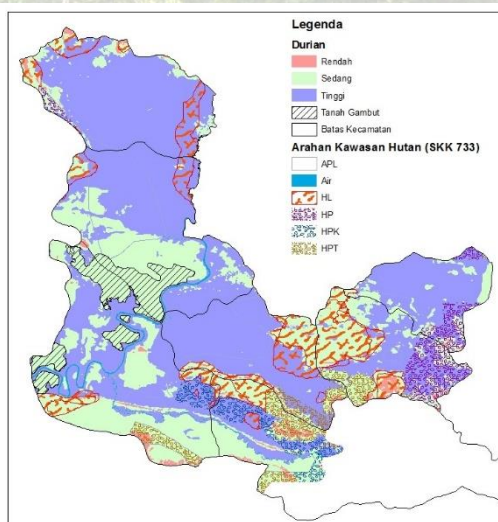 Legenda
Durian
Rendah
Sedang
Tinggi
Tanah Gambut
Batas Kecamatan
Arahan Kawasan Hutan (SKK 733)
APL
Air
HL
HP
HPK
HPT